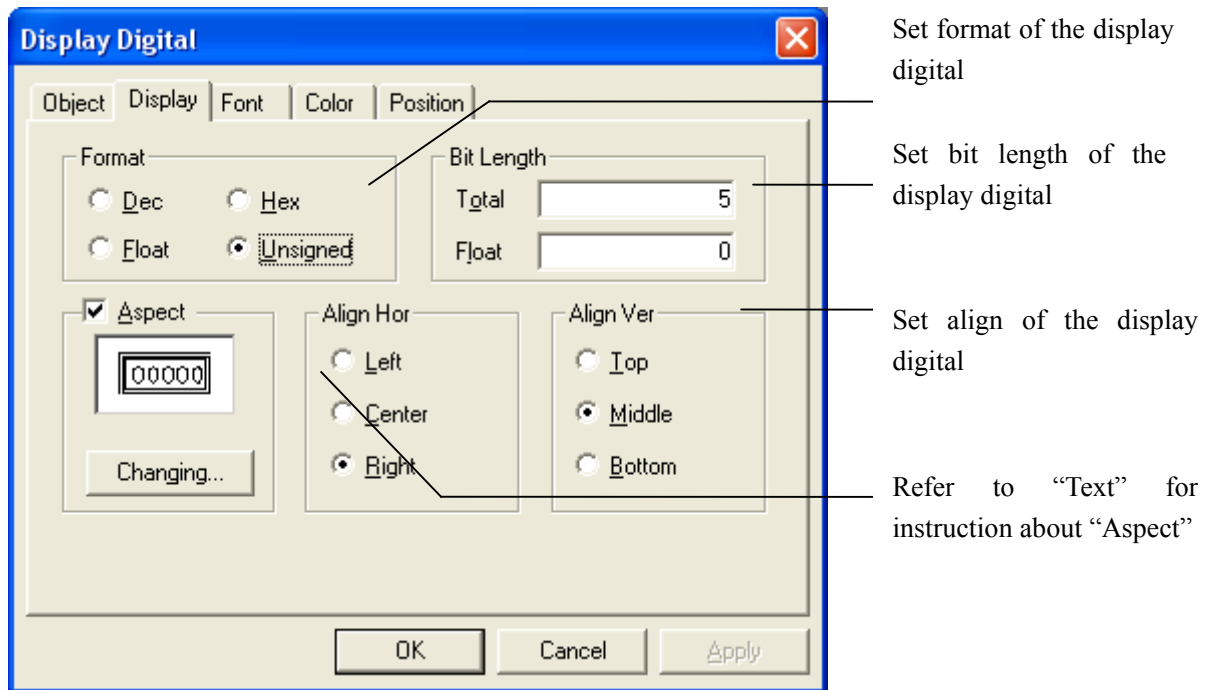 Display Digital
Object Display Font Color Position
Format
Dec Hex
Float Unsigned
Bit Length
Total 5
Float 0
Aspect
00000
Changing...
Align Hor
Left
Center
Right
Align Ver
Top
Middle
Bottom
OK Cancel Apply
Set format of the display
digital
Set bit length of the
display digital
Set align of the display
digital
Refer to “Text” for
instruction about “Aspect”